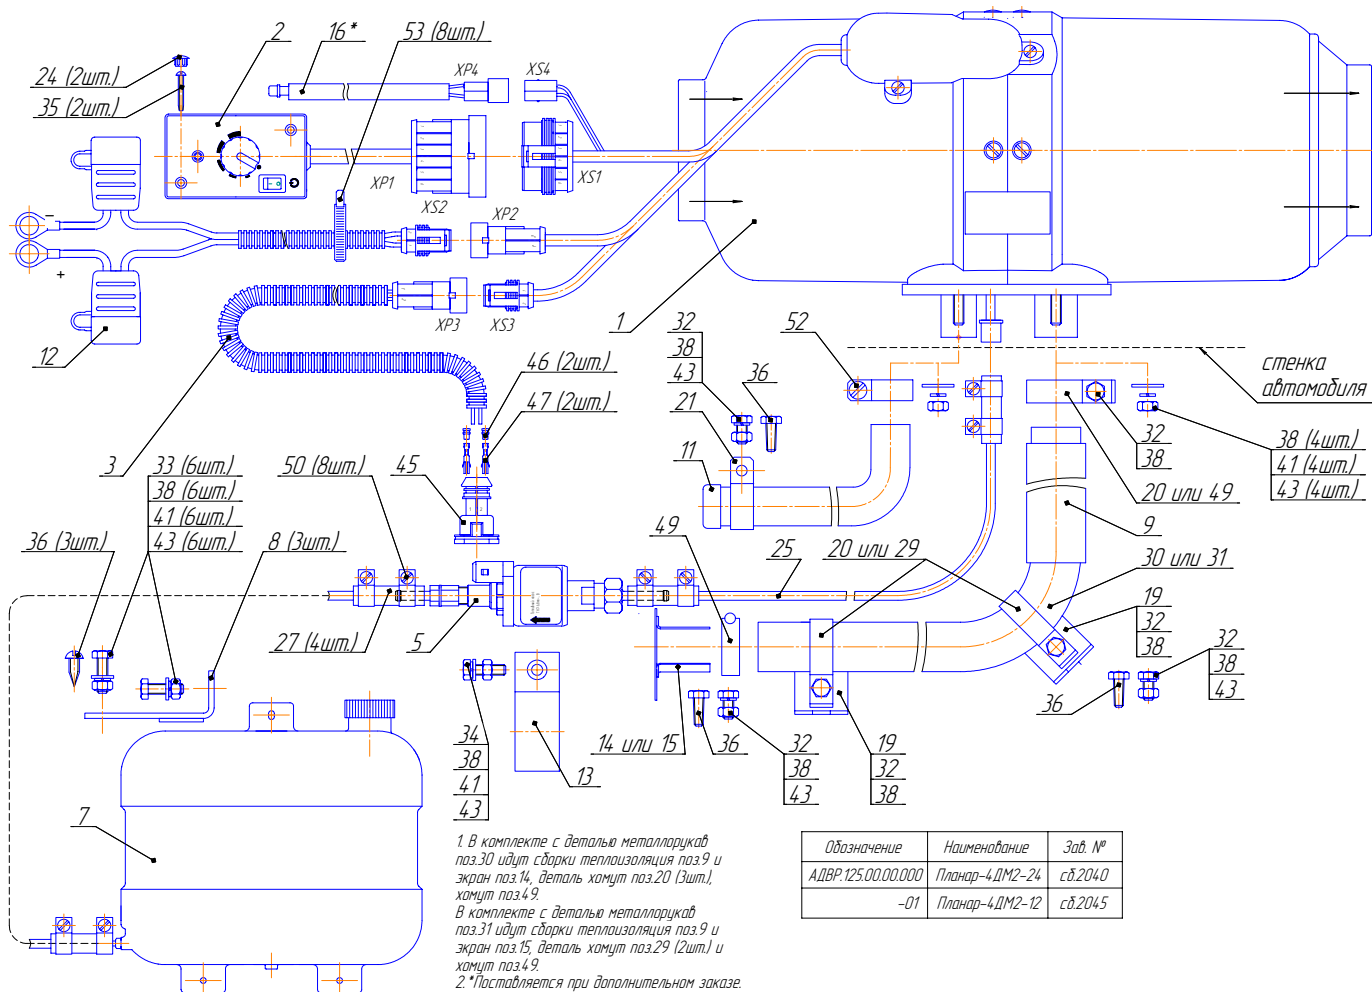 24 (2шт.)
35 (2шт.)
2
16*
53 (8шт.)
XP4
XS4
XP1
XS2
XS1
XP2
XP3
XS3
−
+
12
1
3
46 (2шт.)
47 (2шт.)
45
32
38
43
21
36
11
52
стенка
автомобиля
32
38
20 или 49
38 (4шт.)
41 (4шт.)
43 (4шт.)
9
30 или 31
19
32
38
32
38
43
36
33 (6шт.)
38 (6шт.)
41 (6шт.)
43 (6шт.)
36 (3шт.)
8 (3шт.)
50 (8шт.)
27 (4шт.)
5
49
25
20 или 29
34
38
41
43
13
14 или 15
36
32
38
43
19
32
38
7
1. В комплекте с деталью металлорукав
поз.30 идут сборки теплоизоляция поз.9 и
экран поз.14, деталь хомут поз.20 (3шт.),
хомут поз.49.
В комплекте с деталью металлорукав
поз.31 идут сборки теплоизоляция поз.9 и
экран поз.15, деталь хомут поз.29 (2шт.) и
хомут поз.49.
2.*Поставляется при дополнительном заказе.
Обозначение Наименование Зав. №
АДВР.125.00.00.000 Планар-4ДМ2-24 сб.2040
-01 Планар-4ДМ2-12 сб.2045